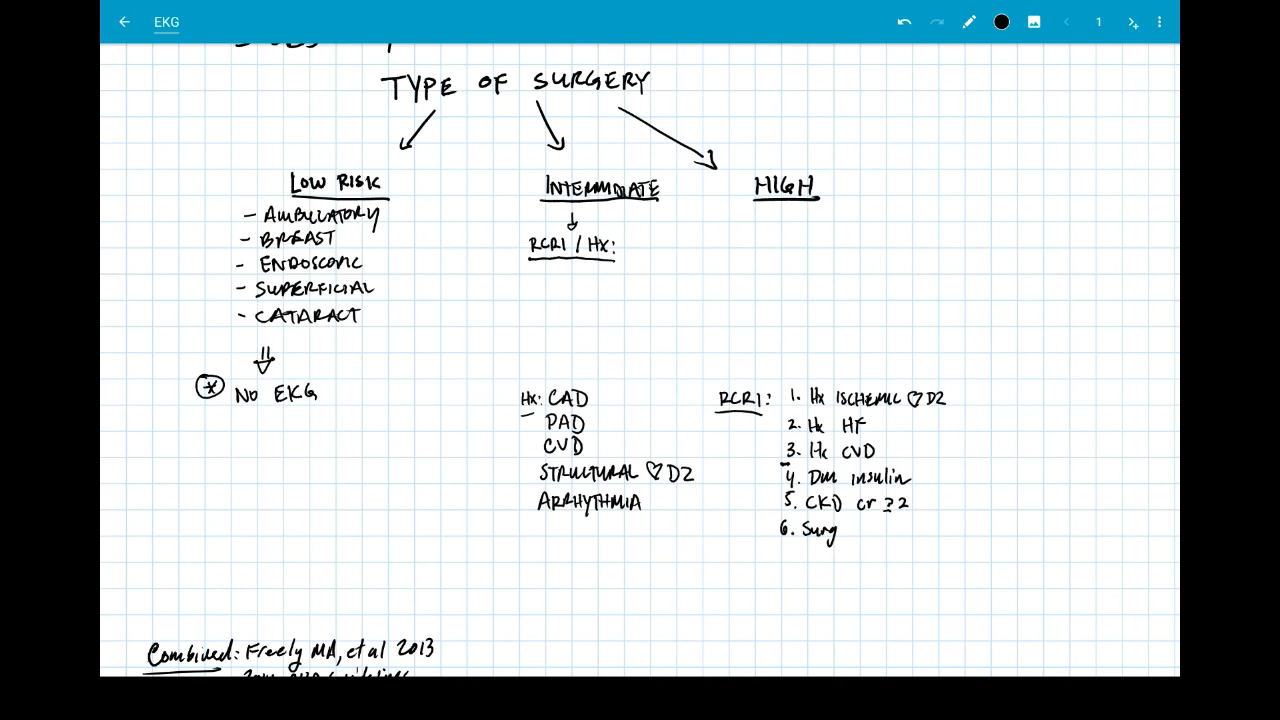 EKG
1
TYPE OF SURGERY
LOW RISK
- AMBULATORY
- BREAST
- ENDOSCOPIC
- SUPERFICIAL
- CATARACT
* NO EKG
INTERMEDIATE
RCRI / Hx:
HIGH
Hx: CAD
PAD
CVD
STRUCTURAL ♡ DZ
ARRHYTHMIA
RCRI:
1. Hx ISCHEMIC ♡ DZ
2. Hx HF
3. Hx CVD
4. DM insulin
5. CKD cr ≥ 2
6. Surg
Combined: Freely MA, et al 2013